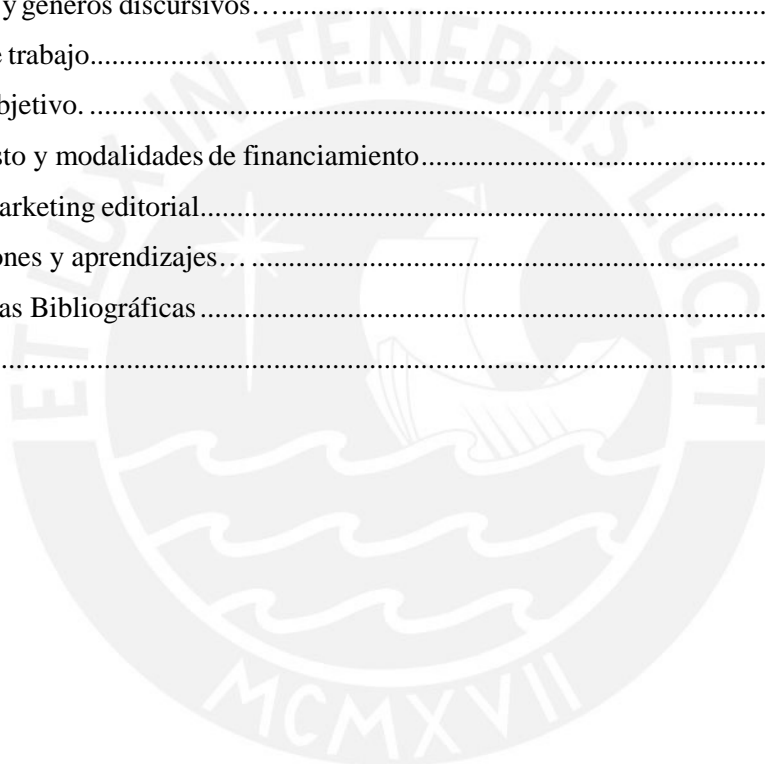 y géneros discursivos…..........................................................................
e trabajo.................................................................................................................
bjetivo. .................................................................................................................
sto y modalidades de financiamiento..........................................................
arketing editorial...............................................................................................
ones y aprendizajes… ....................................................................................
as Bibliográficas..............................................................................................
.................................................................................................................................
ET LUX IN TENEBRIS LUCET
MCMXVII